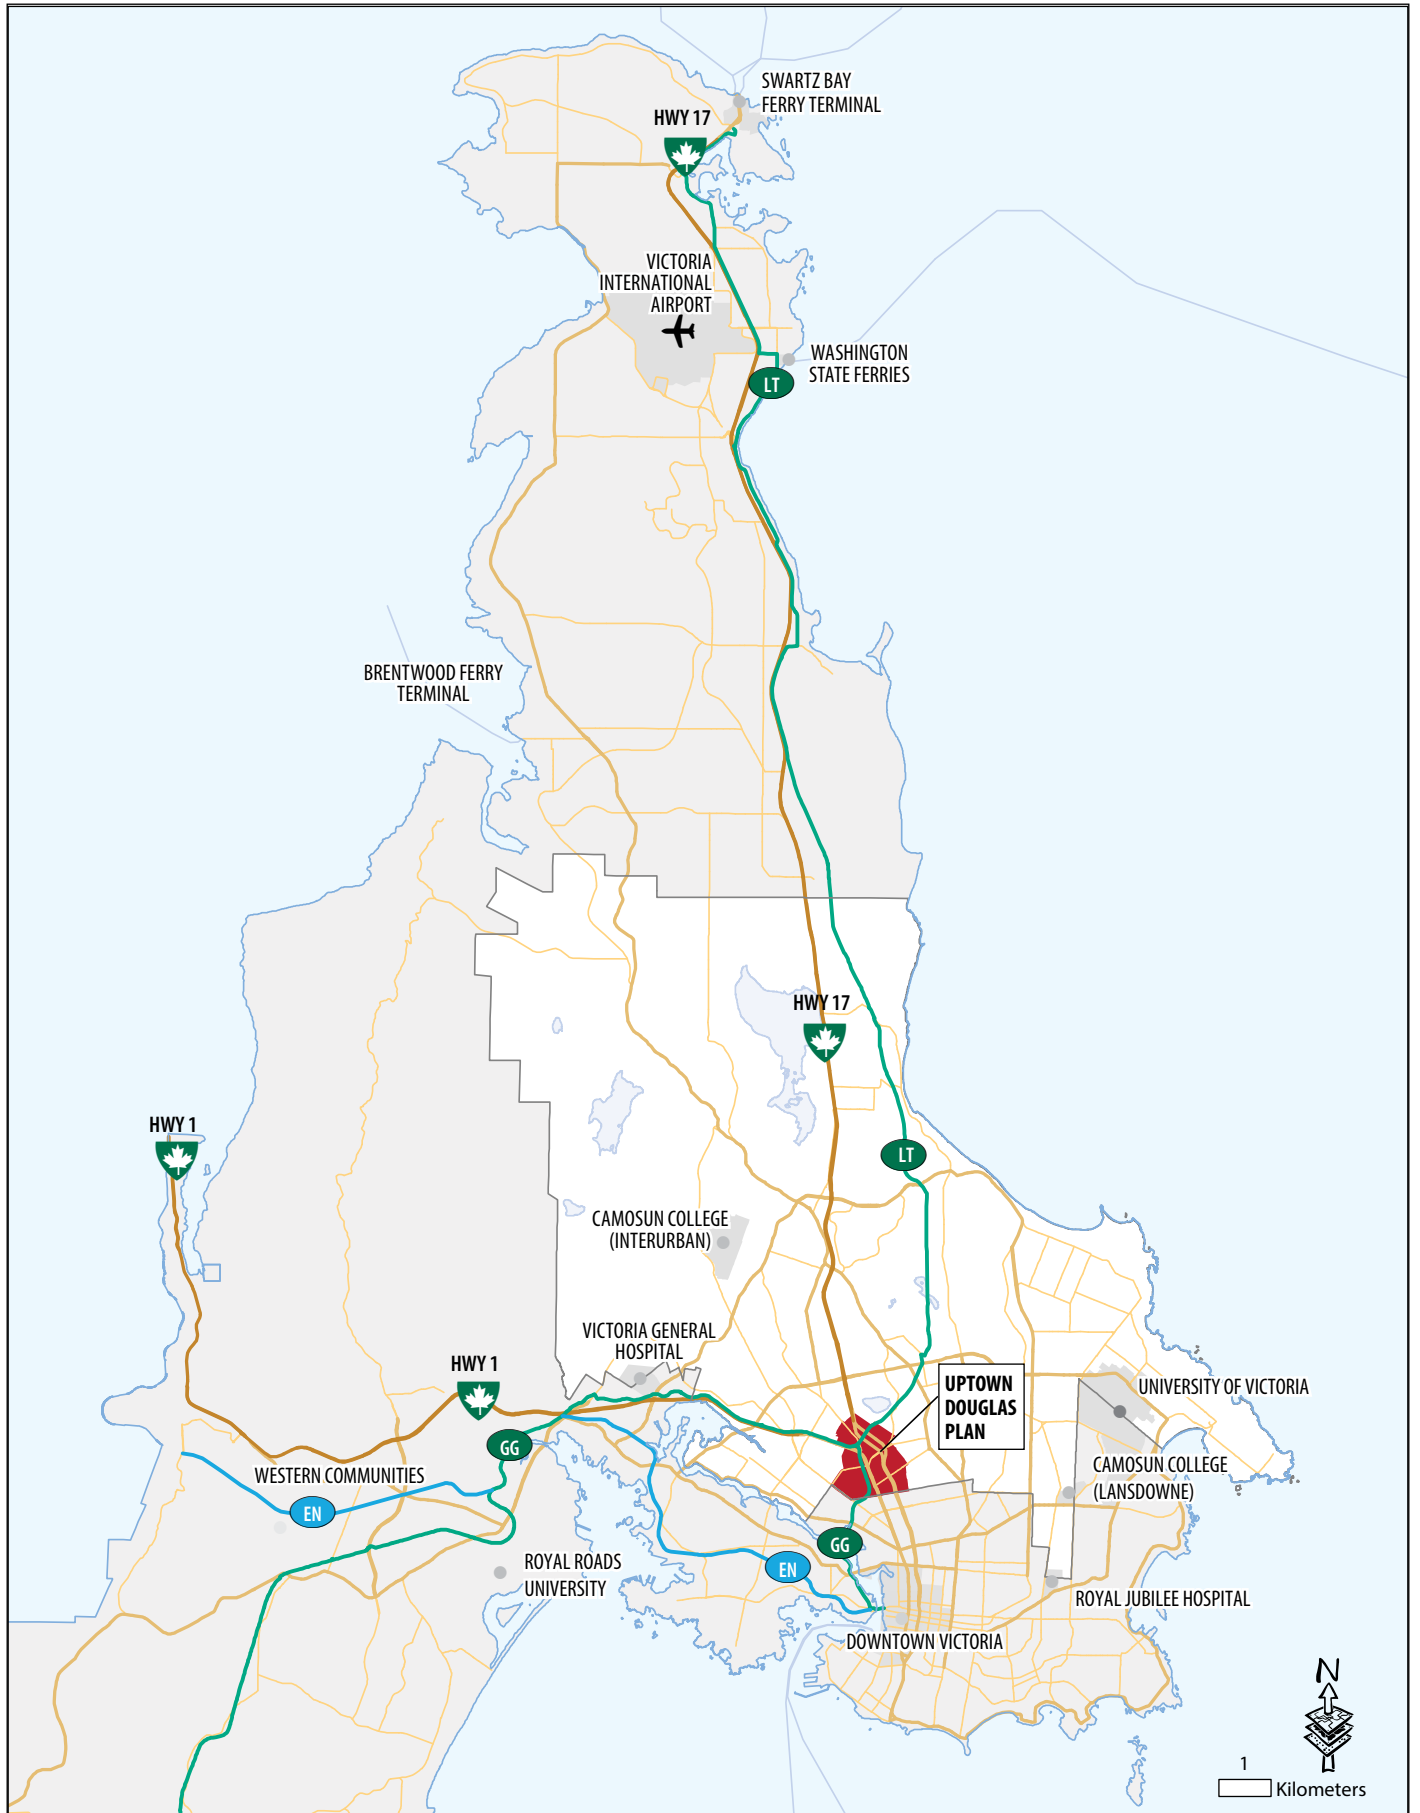 SWARTZ BAY
FERRY TERMINAL
HWY 17
VICTORIA
INTERNATIONAL
AIRPORT
WASHINGTON
STATE FERRIES
LT
BRENTWOOD FERRY
TERMINAL
HWY 17
HWY 1
LT
CAMOSUN COLLEGE
(INTERURBAN)
VICTORIA GENERAL
HOSPITAL
HWY 1
UPTOWN
DOUGLAS
PLAN
UNIVERSITY OF VICTORIA
GG
WESTERN COMMUNITIES
CAMOSUN COLLEGE
(LANSDOWNE)
EN
GG
EN
ROYAL ROADS
UNIVERSITY
ROYAL JUBILEE HOSPITAL
DOWNTOWN VICTORIA
N
1
Kilometers